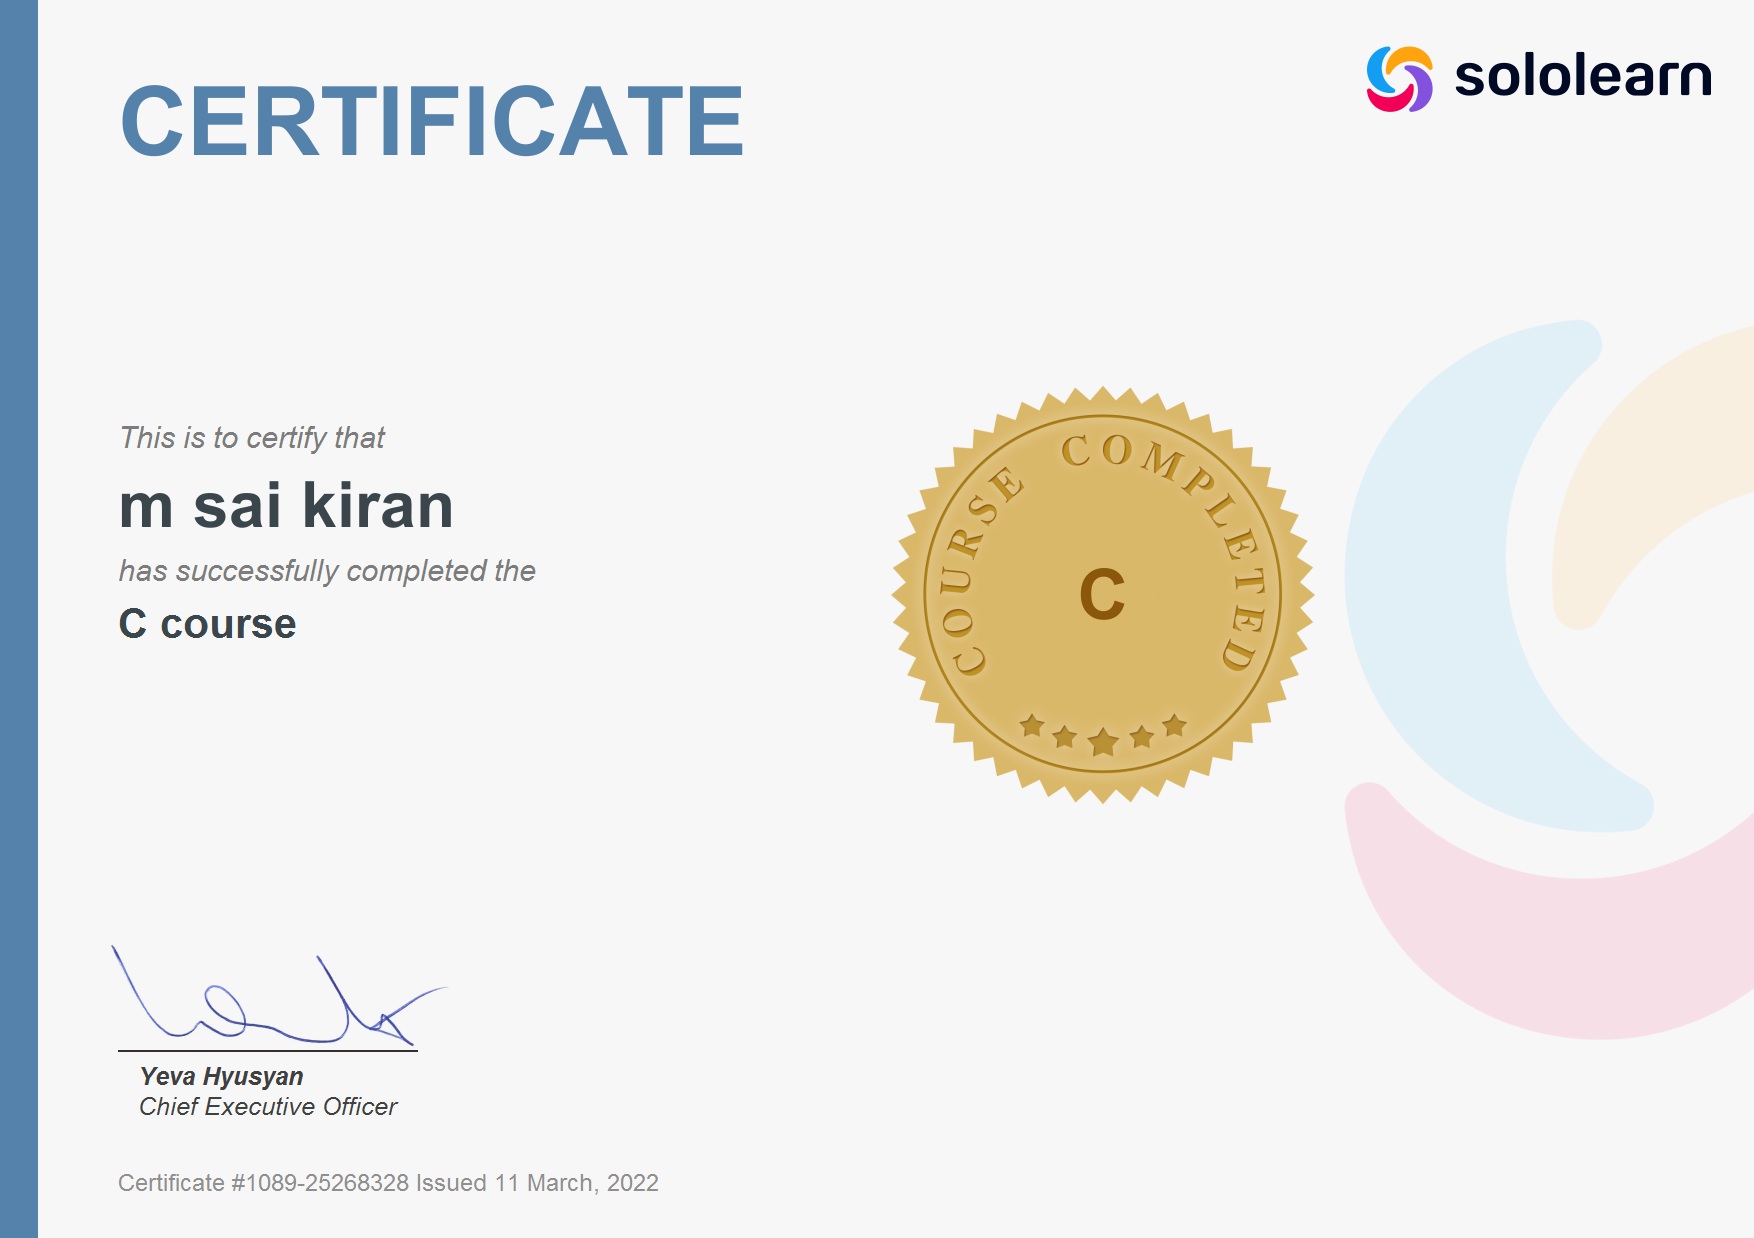 sololearn
CERTIFICATE
This is to certify that
m sai kiran
has successfully completed the
C course
COURSE COMPLETED
C
Yeva Hyusyan
Chief Executive Officer
Certificate #1089-25268328 Issued 11 March, 2022